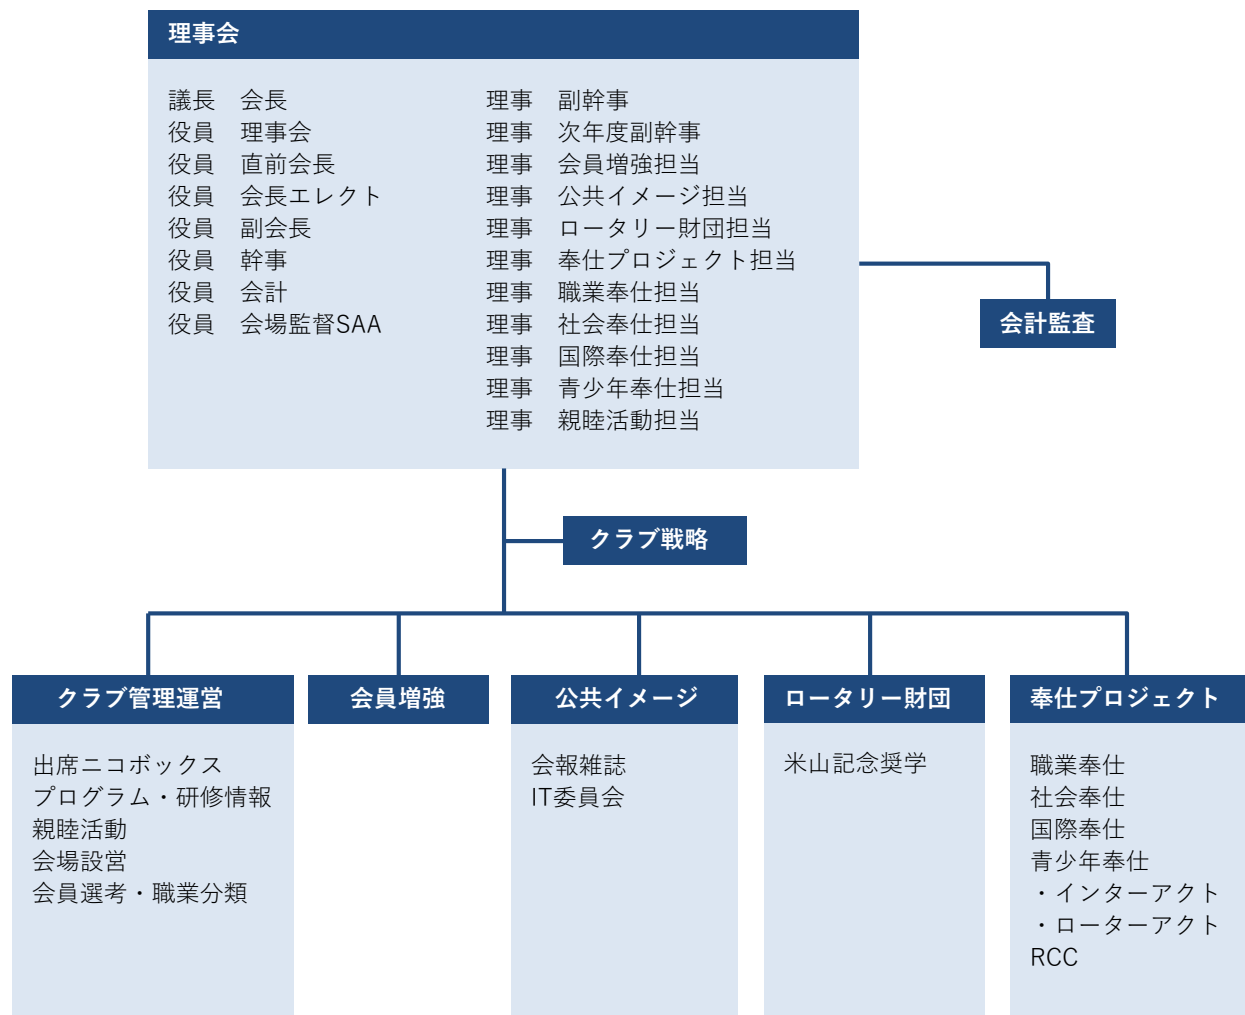 理事会
議長　会長
役員　理事会
役員　直前会長
役員　会長エレクト
役員　副会長
役員　幹事
役員　会計
役員　会場監督SAA
理事　副幹事
理事　次年度副幹事
理事　会員増強担当
理事　公共イメージ担当
理事　ロータリー財団担当
理事　奉仕プロジェクト担当
理事　職業奉仕担当
理事　社会奉仕担当
理事　国際奉仕担当
理事　青少年奉仕担当
理事　親睦活動担当
会計監査
クラブ戦略
クラブ管理運営
出席ニコボックス
プログラム・研修情報
親睦活動
会場設営
会員選考・職業分類
会員増強
公共イメージ
会報雑誌
IT委員会
ロータリー財団
米山記念奨学
奉仕プロジェクト
職業奉仕
社会奉仕
国際奉仕
青少年奉仕
・インターアクト
・ローターアクト
RCC